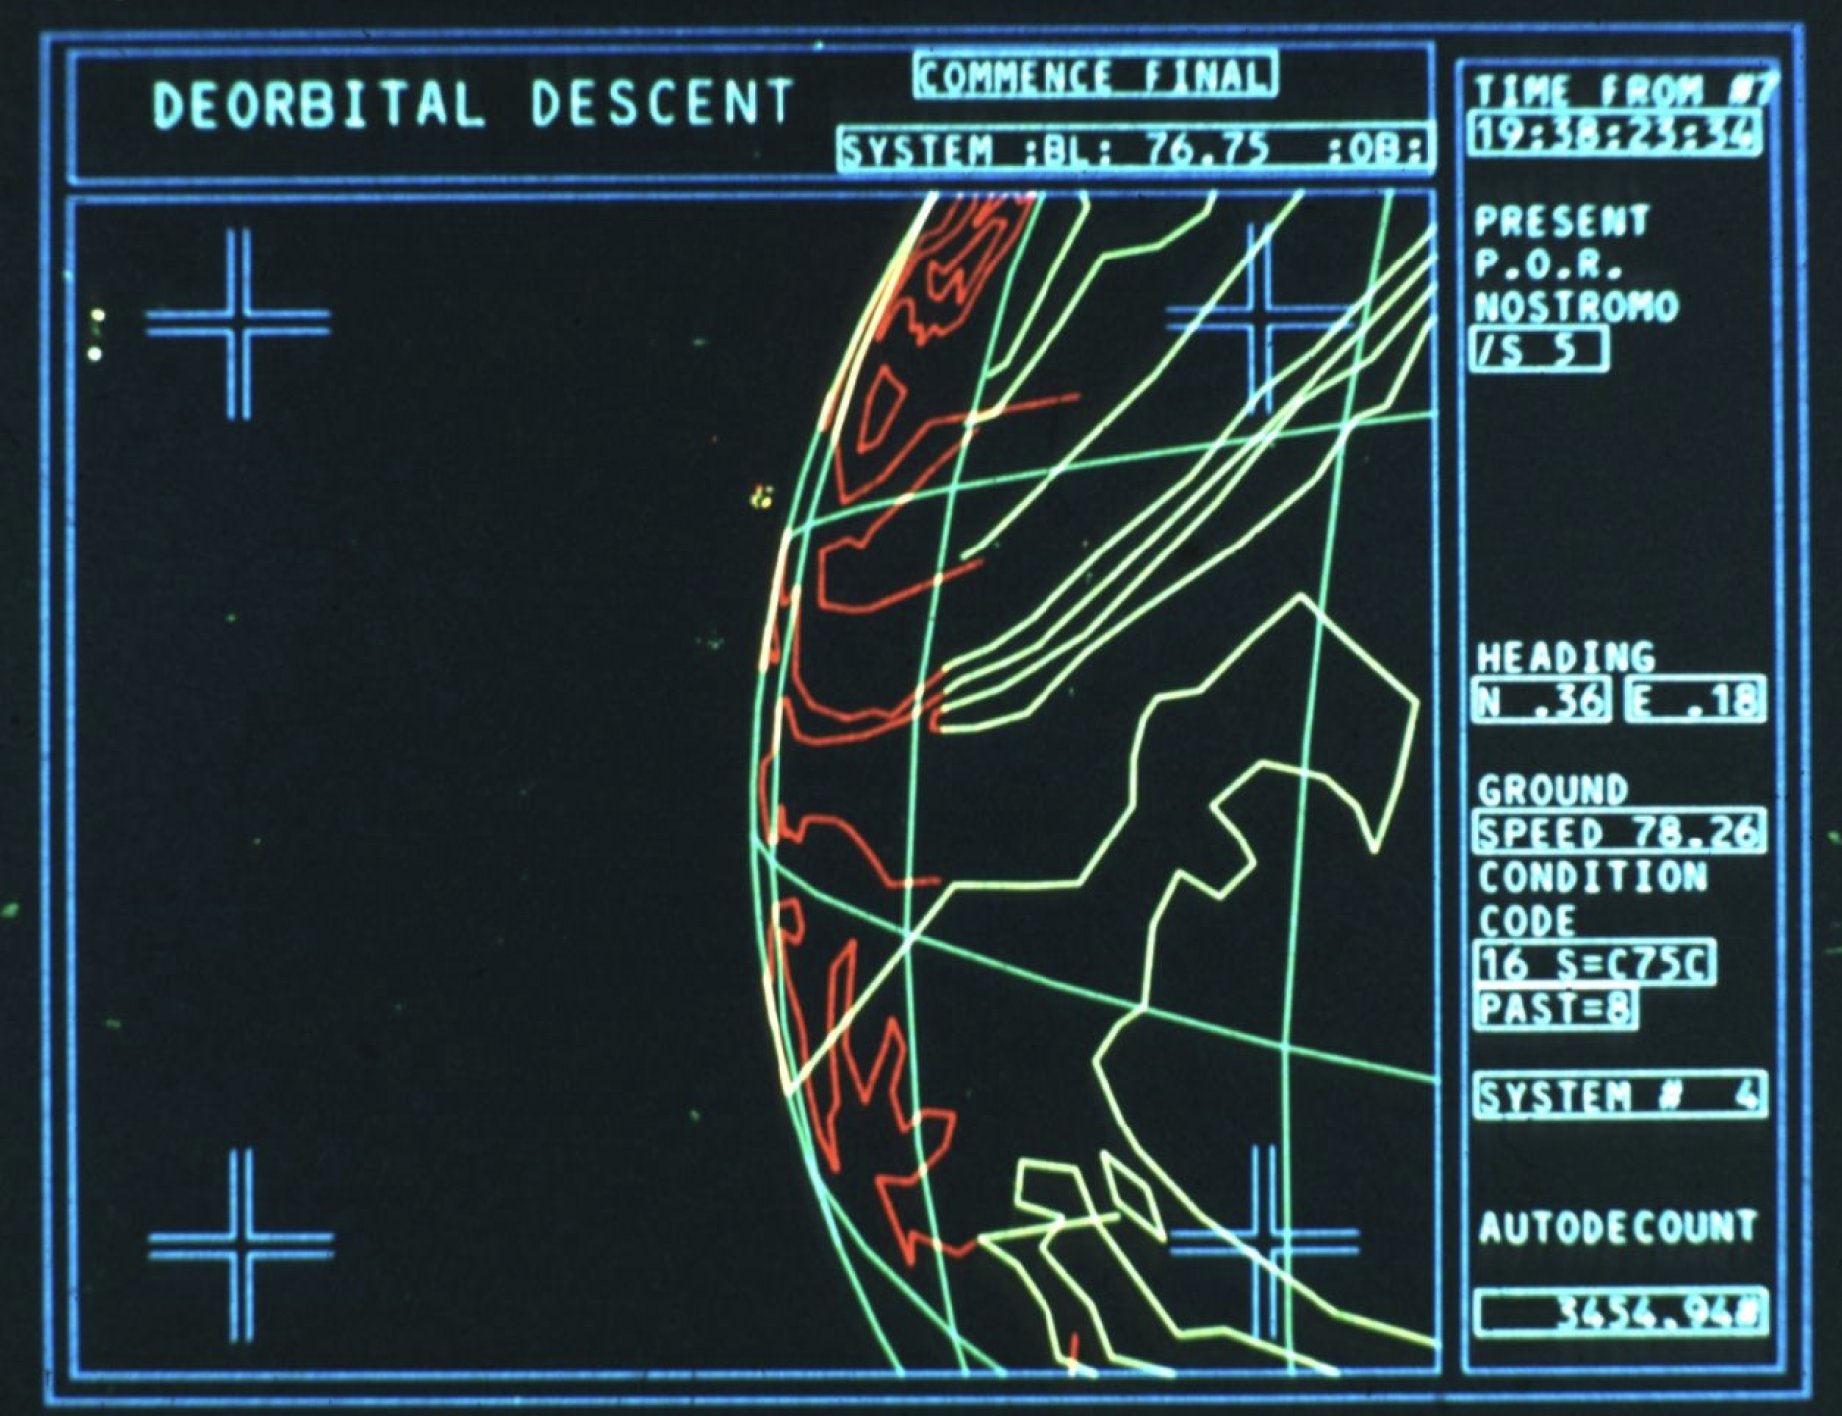 DEORBITAL DESCENT
COMMENCE FINAL
SYSTEM :BL: 76.75 :OB:
TIME FROM #7
19:38:23:34
PRESENT
P.O.R.
NOSTROMO
/S 5
HEADING
N .36 E .18
GROUND
SPEED 78.26
CONDITION
CODE
16 S=C75C
PAST=8
SYSTEM # 4
AUTODECOUNT
3454.94#